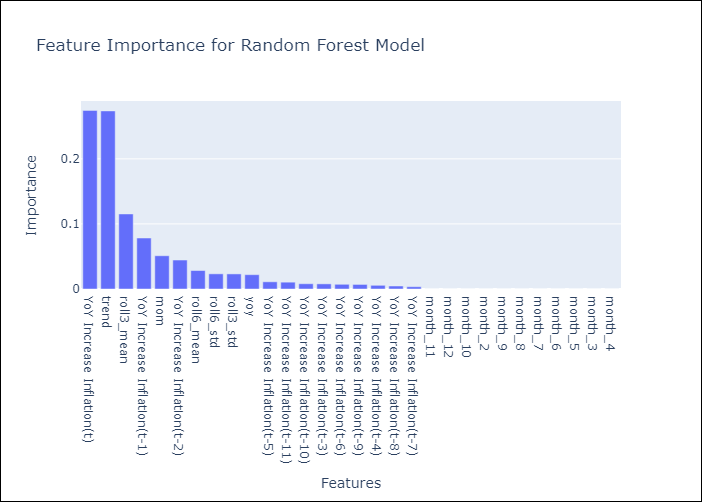 Feature Importance for Random Forest Model
Importance
0.2
0.1
0
YoY Increase Inflation(t)
trend
roll3_mean
YoY Increase Inflation(t-1)
mom
YoY Increase Inflation(t-2)
roll6_mean
roll6_std
roll3_std
yoy
YoY Increase Inflation(t-5)
YoY Increase Inflation(t-11)
YoY Increase Inflation(t-10)
YoY Increase Inflation(t-3)
YoY Increase Inflation(t-6)
YoY Increase Inflation(t-9)
YoY Increase Inflation(t-4)
YoY Increase Inflation(t-8)
YoY Increase Inflation(t-7)
month_11
month_12
month_10
month_2
month_9
month_8
month_7
month_6
month_5
month_3
month_4
Features